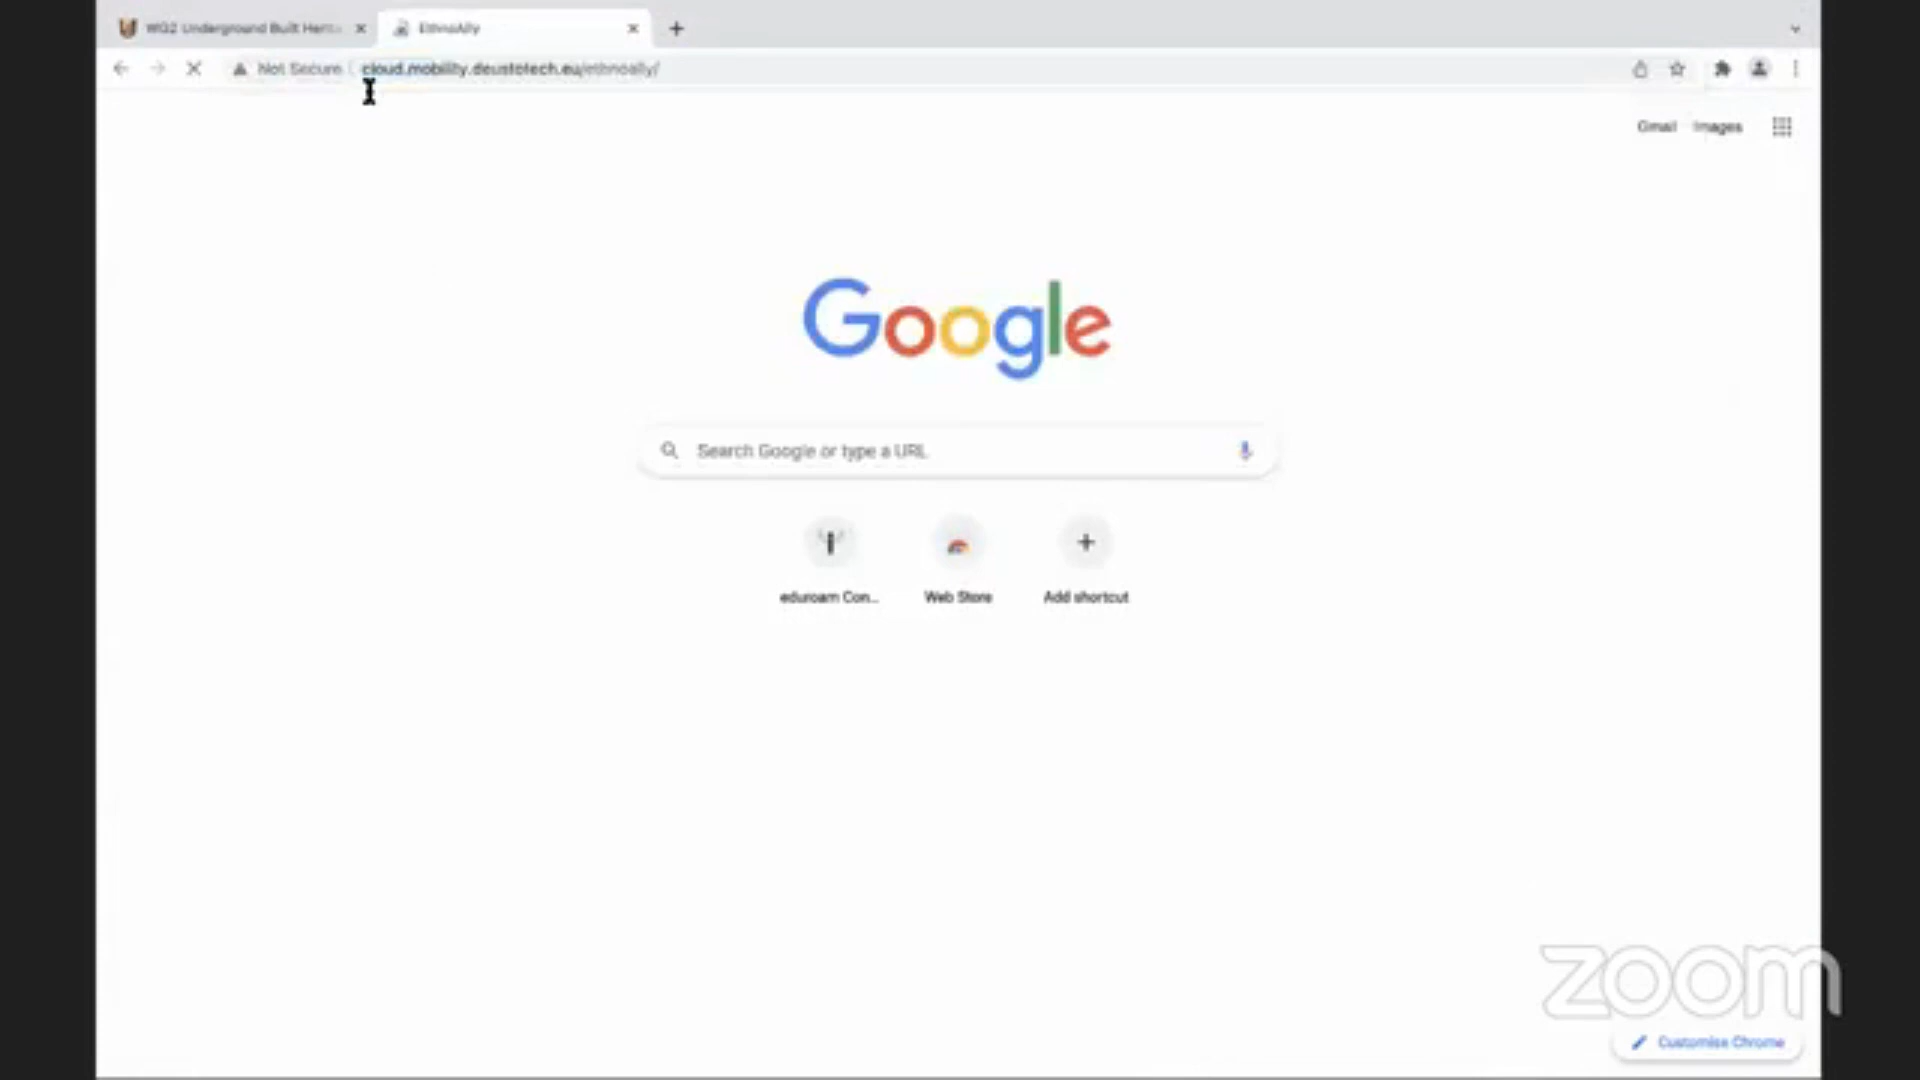 WG2 Underground Built Herit
EthnoAlly
Not Secure | cloud.mobility.deustotech.eu/ethnoally/
Gmail Images
Google
Search Google or type a URL
eduroam Con... Web Store Add shortcut
zoom
Customise Chrome